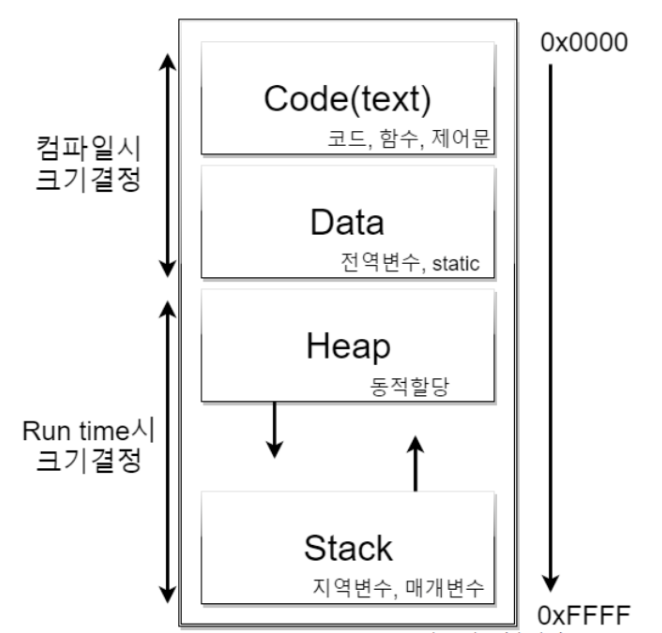 0x0000
Code(text)
코드, 함수, 제어문
컴파일시
크기결정
Data
전역변수, static
Heap
동적할당
Run time시
크기결정
Stack
지역변수, 매개변수
0xFFFF